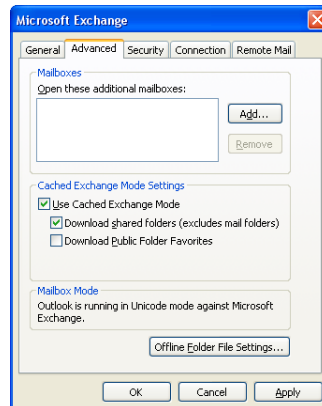 Microsoft Exchange
General Advanced Security Connection Remote Mail
Mailboxes
Open these additional mailboxes:
Add...
Remove
Cached Exchange Mode Settings
Use Cached Exchange Mode
Download shared folders (excludes mail folders)
Download Public Folder Favorites
Mailbox Mode
Outlook is running in Unicode mode against Microsoft
Exchange.
Offline Folder File Settings...
OK Cancel Apply